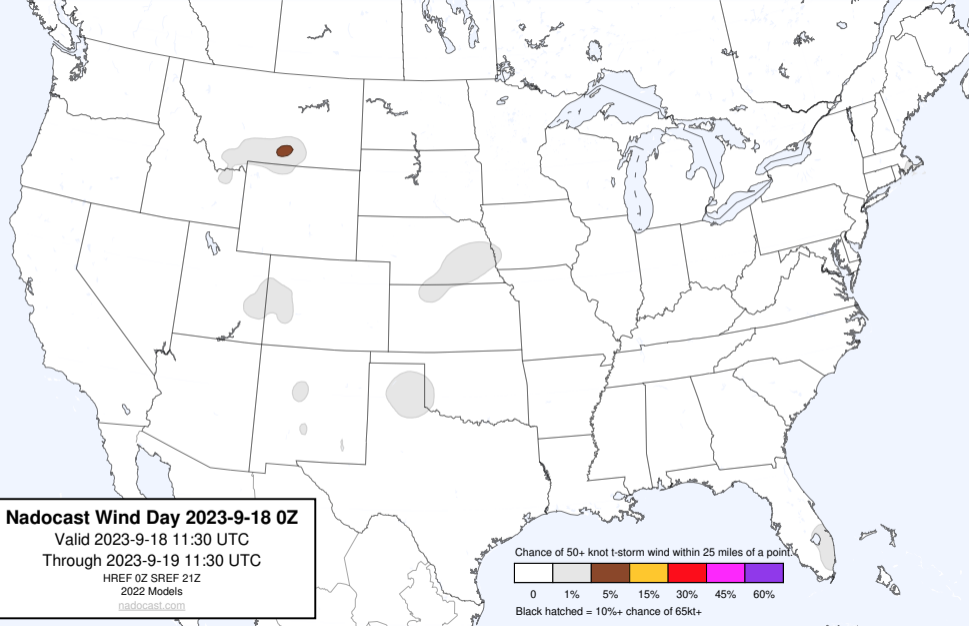 Nadocast Wind Day 2023-9-18 0Z
Valid 2023-9-18 11:30 UTC
Through 2023-9-19 11:30 UTC
HREF 0Z SREF 21Z
2022 Models
nadocast.com
Chance of 50+ knot t-storm wind within 25 miles of a point.
0 1% 5% 15% 30% 45% 60%
Black hatched = 10%+ chance of 65kt+